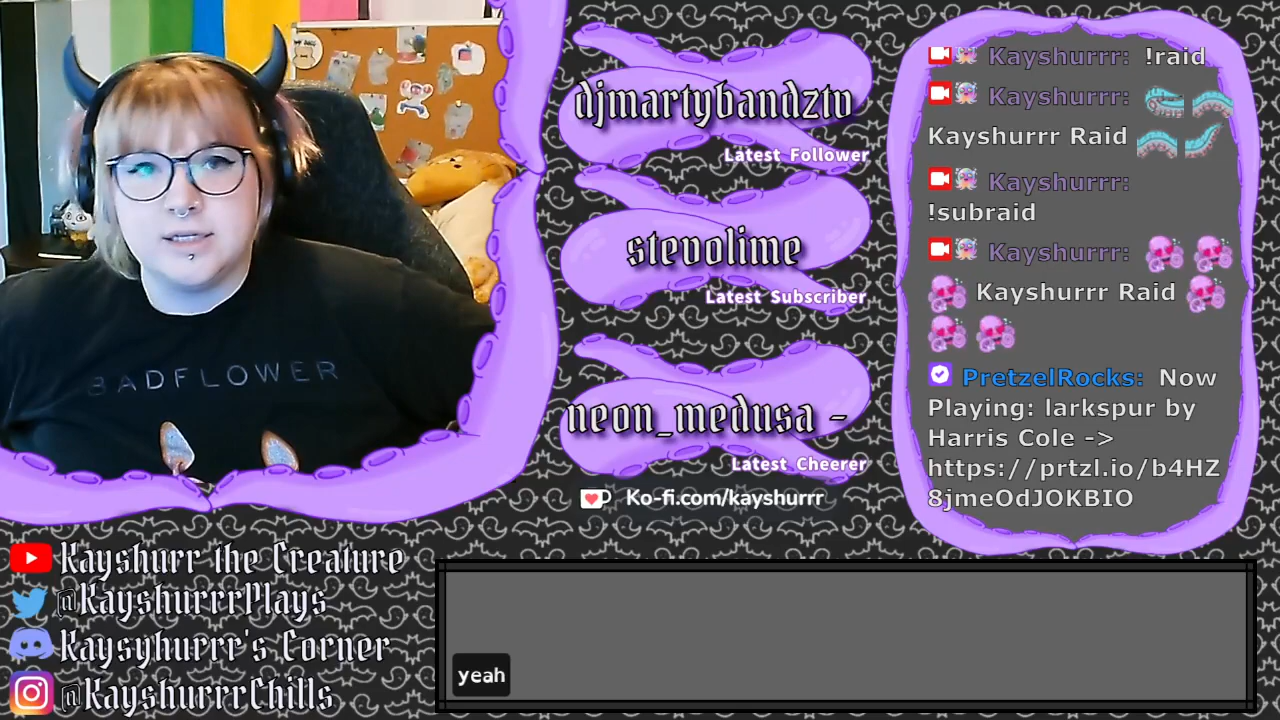 BADFLOWER
djmartybandztv
Latest Follower
stevolime
Latest Subscriber
neon_medusa -
Latest Cheerer
Ko-fi.com/kayshurrr
Kayshurrr: !raid
Kayshurrr:
Kayshurrr Raid
Kayshurrr:
!subraid
Kayshurrr:
Kayshurrr Raid
PretzelRocks: Now
Playing: larkspur by
Harris Cole ->
https://prtzl.io/b4HZ
8jmeOdJOKBIO
Kayshurr the Creature
@KayshurrrPlays
Kaysyhurrr's Corner
@KayshurrrChills
yeah